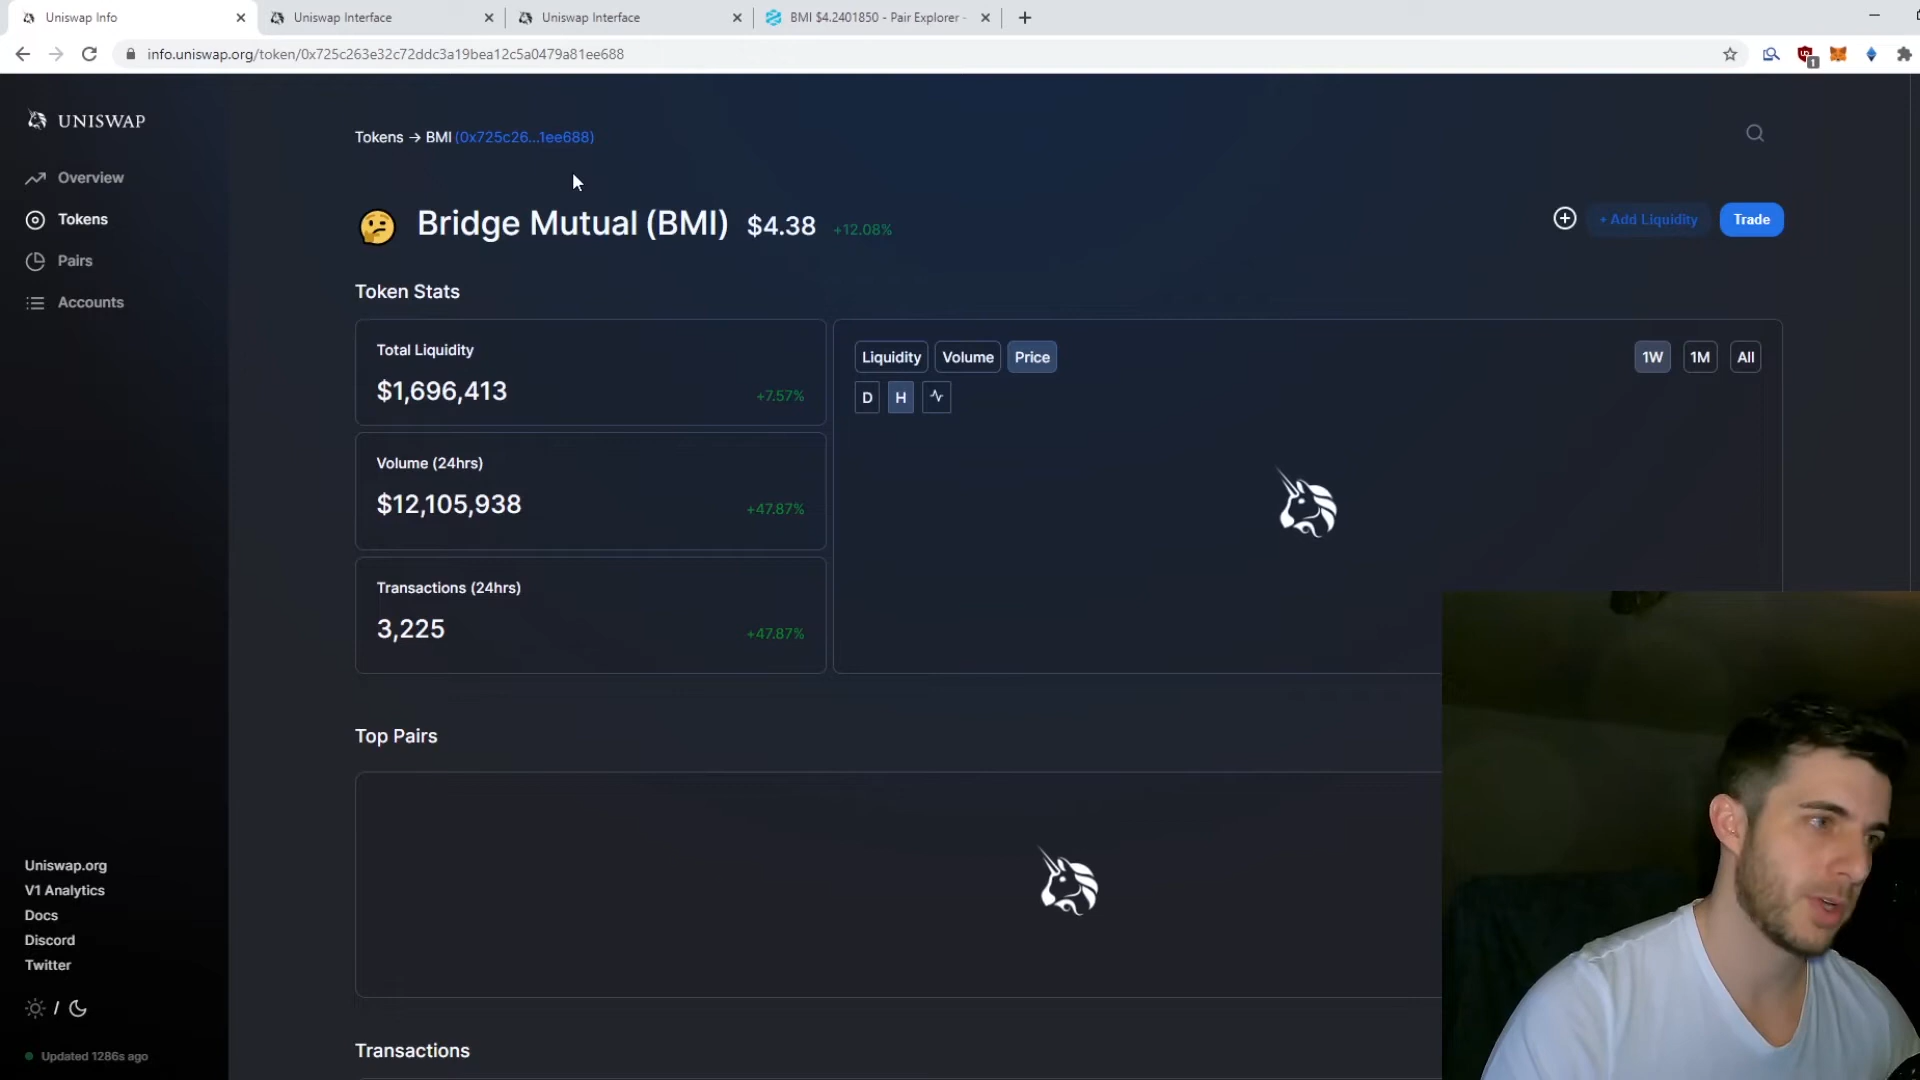 Uniswap Info
Uniswap Interface
Uniswap Interface
BMI $4.2401850 - Pair Explorer -
info.uniswap.org/token/0x725c263e32c72ddc3a19bea12c5a0479a81ee688
1
UNISWAP
Overview
Tokens
Pairs
Accounts
Tokens → BMI (0x725c26...1ee688)
Bridge Mutual (BMI) $4.38 +12.08%
+ Add Liquidity
Trade
Token Stats
Total Liquidity
$1,696,413 +7.57%
Volume (24hrs)
$12,105,938 +47.87%
Transactions (24hrs)
3,225 +47.87%
Liquidity Volume Price
D H
1W 1M All
Top Pairs
Transactions
Uniswap.org
V1 Analytics
Docs
Discord
Twitter
/
Updated 1286s ago